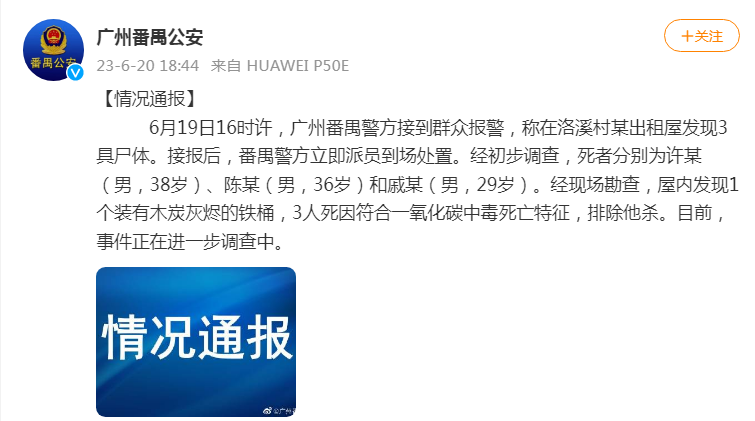 广州番禺公安
+关注
番禺公安
23-6-20 18:44 来自 HUAWEI P50E
【情况通报】
6月19日16时许，广州番禺警方接到群众报警，称在洛溪村某出租屋发现3
具尸体。接报后，番禺警方立即派员到场处置。经初步调查，死者分别为许某
（男，38岁）、陈某（男，36岁）和戚某（男，29岁）。经现场勘查，屋内发现1
个装有木炭灰烬的铁桶，3人死因符合一氧化碳中毒死亡特征，排除他杀。目前，
事件正在进一步调查中。
情况通报
@广州